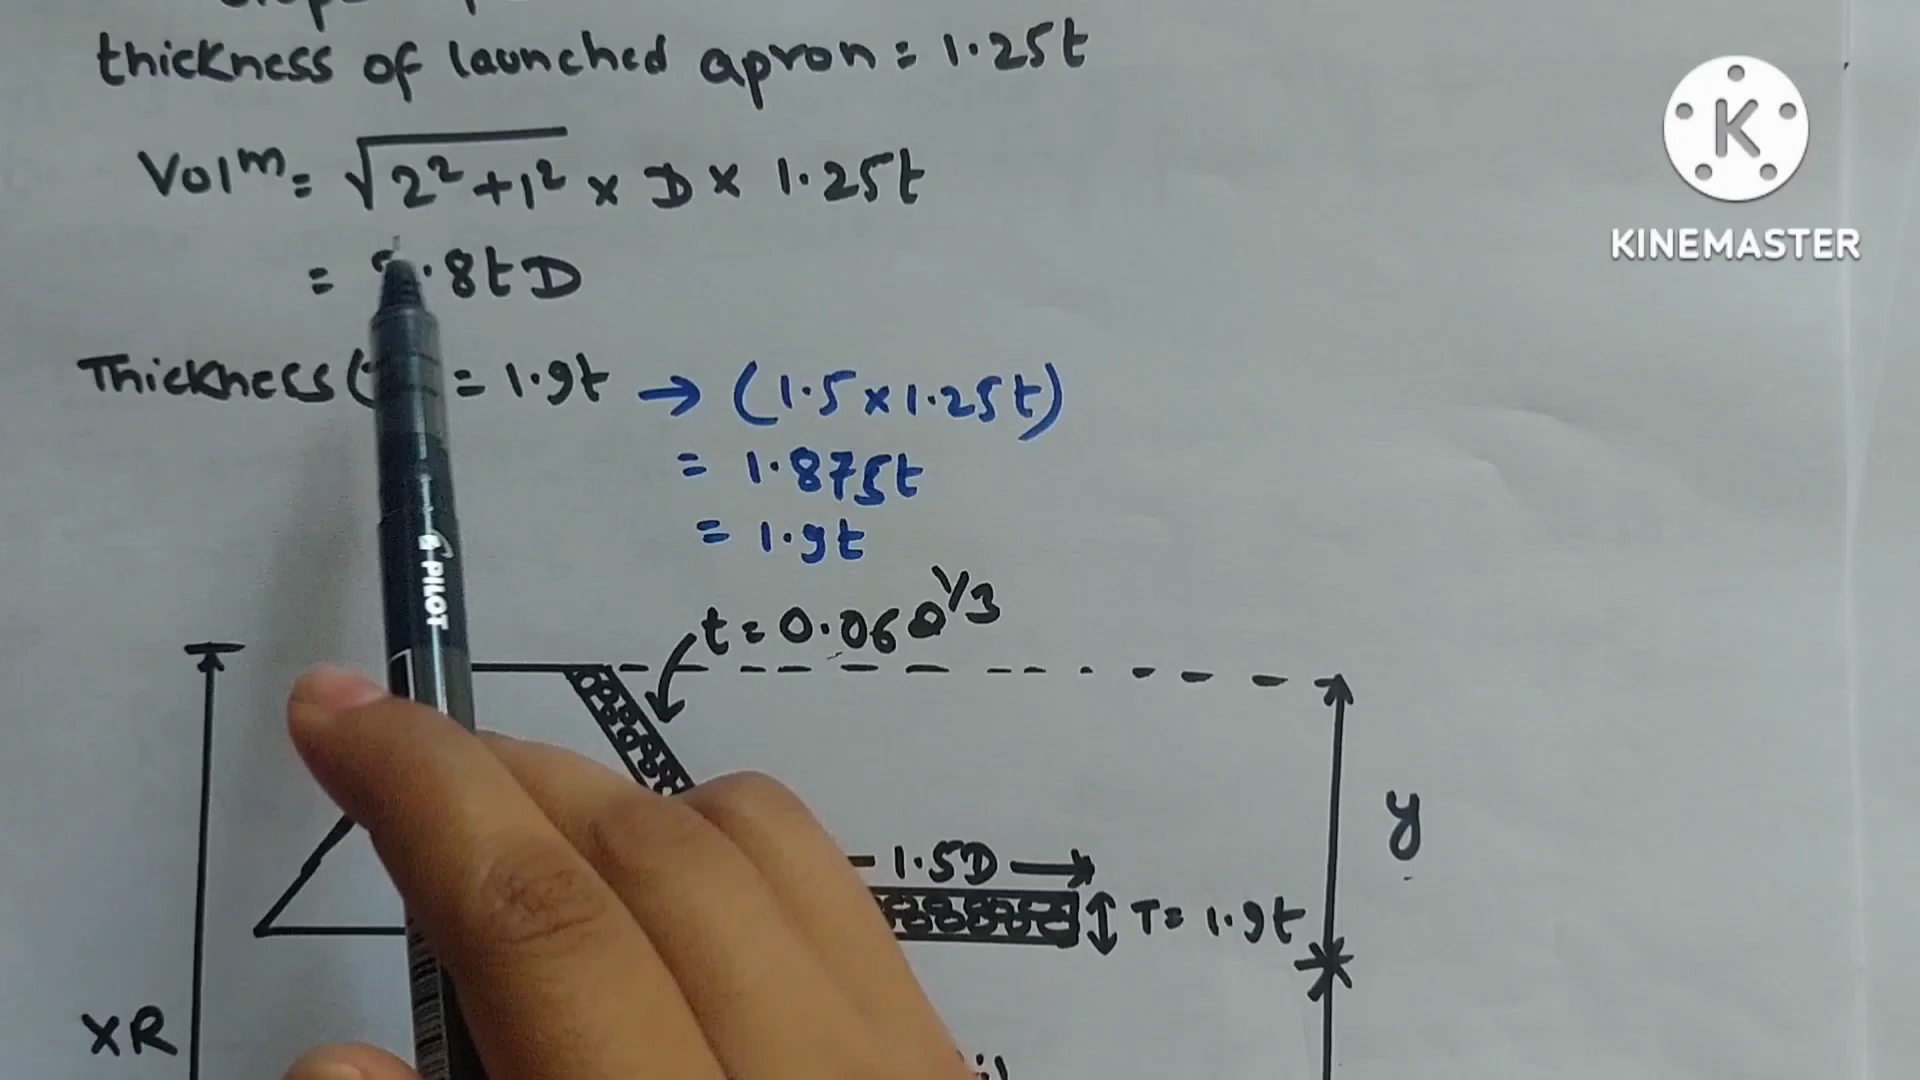 thickness of launched apron = 1.25t
Volᵐ = √2²+1² × D × 1.25t
= .8tD
Thickness ( = 1.9t → (1.5×1.25t)
= 1.875t
= 1.9t
t = 0.06Q^1/3
1.5D
T= 1.9t
y
XR
K
KINEMASTER
PILOT